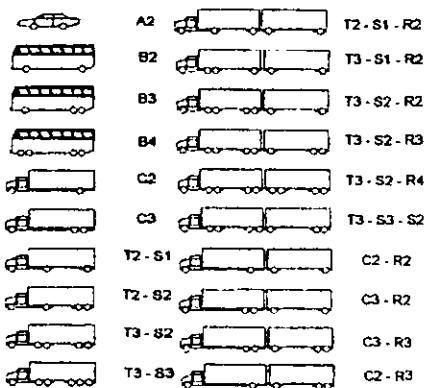 A2 T2 - S1 - R2
B2 T3 - S1 - R2
B3 T3 - S2 - R2
B4 T3 - S2 - R3
C2 T3 - S2 - R4
C3 T3 - S3 - S2
T2 - S1 C2 - R2
T2 - S2 C3 - R2
T3 - S2 C3 - R3
T3 - S3 C2 - R3